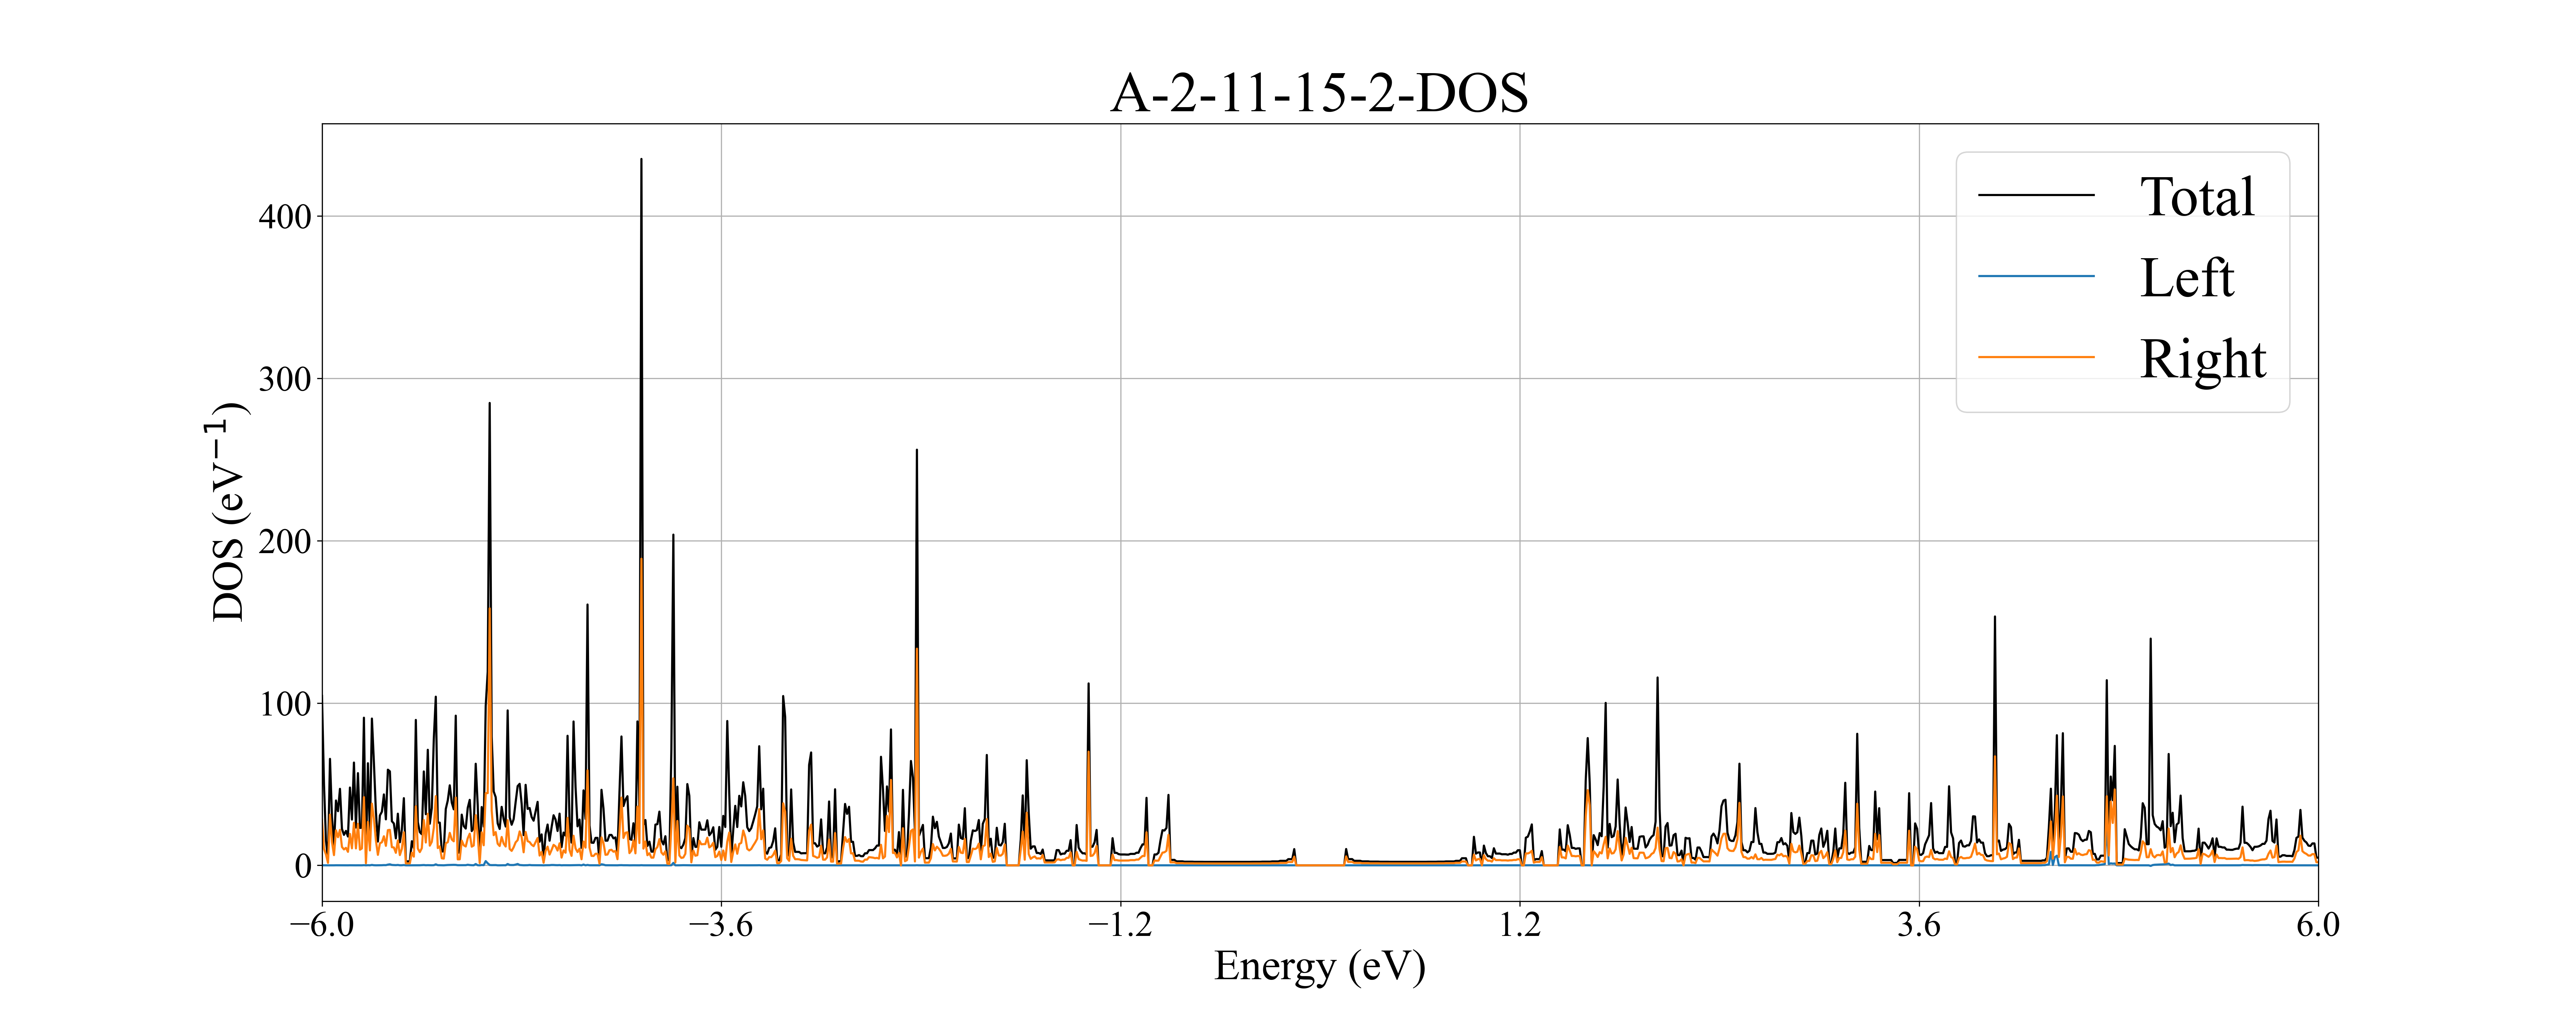 A-2-11-15-2-DOS
Total
Left
Right
400
300
200
100
0
DOS (eV⁻¹)
−6.0 −3.6 −1.2 1.2 3.6 6.0
Energy (eV)